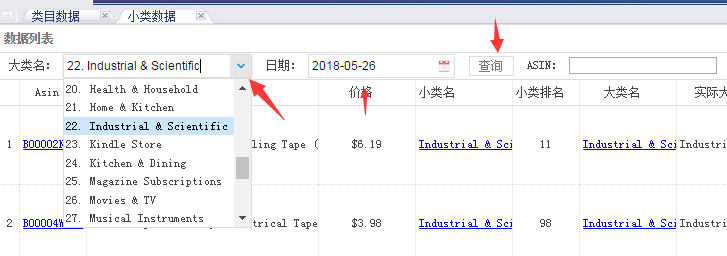 类目数据 小类数据
数据列表
大类名: 22. Industrial & Scientific 日期: 2018-05-26 查询 ASIN:
Asin 价格 小类名 小类排名 大类名 实际大
20. Health & Household
21. Home & Kitchen
22. Industrial & Scientific
23. Kindle Store
24. Kitchen & Dining
25. Magazine Subscriptions
26. Movies & TV
27. Musical Instruments
1 B00002N ling Tape ( $6.19 Industrial & Sci 11 Industrial & Sci Industri
2 B00004W trical Tape $3.98 Industrial & Sci 98 Industrial & Sci Industri